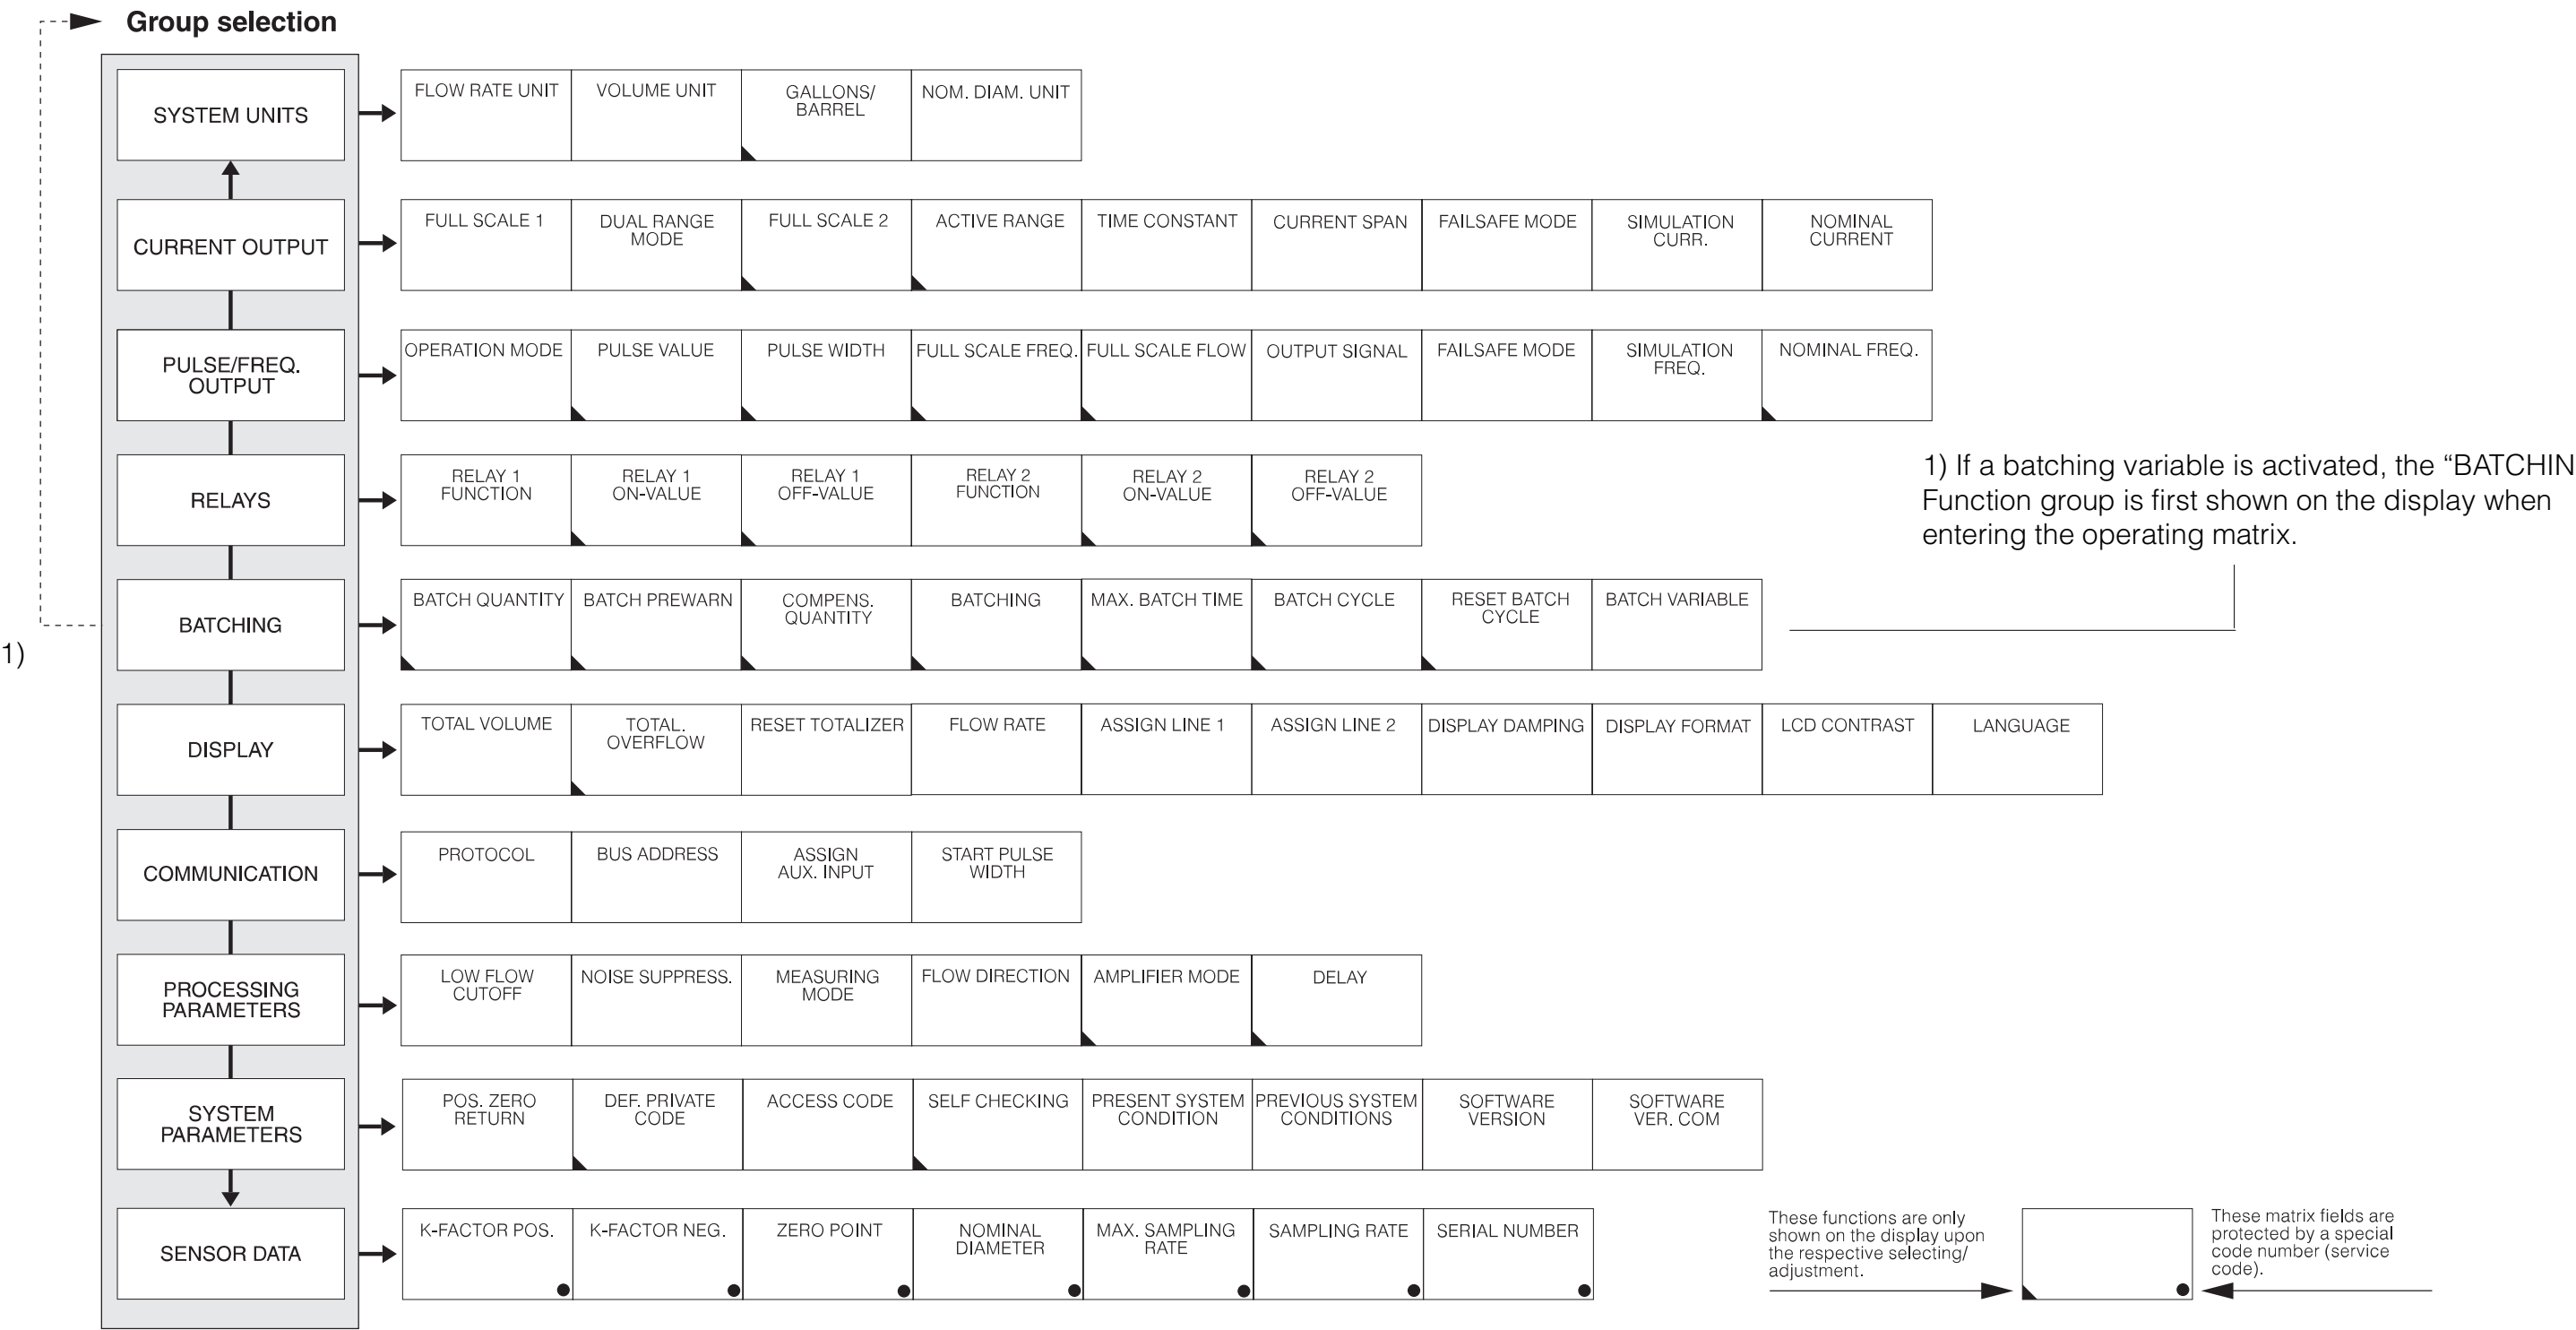 Group selection
SYSTEM UNITS
FLOW RATE UNIT
VOLUME UNIT
GALLONS/
BARREL
NOM. DIAM. UNIT
CURRENT OUTPUT
FULL SCALE 1
DUAL RANGE
MODE
FULL SCALE 2
ACTIVE RANGE
TIME CONSTANT
CURRENT SPAN
FAILSAFE MODE
SIMULATION
CURR.
NOMINAL
CURRENT
PULSE/FREQ.
OUTPUT
OPERATION MODE
PULSE VALUE
PULSE WIDTH
FULL SCALE FREQ.
FULL SCALE FLOW
OUTPUT SIGNAL
FAILSAFE MODE
SIMULATION
FREQ.
NOMINAL FREQ.
RELAYS
RELAY 1
FUNCTION
RELAY 1
ON-VALUE
RELAY 1
OFF-VALUE
RELAY 2
FUNCTION
RELAY 2
ON-VALUE
RELAY 2
OFF-VALUE
1) If a batching variable is activated, the “BATCHIN
Function group is first shown on the display when
entering the operating matrix.
1)
BATCHING
BATCH QUANTITY
BATCH PREWARN
COMPENS.
QUANTITY
BATCHING
MAX. BATCH TIME
BATCH CYCLE
RESET BATCH
CYCLE
BATCH VARIABLE
DISPLAY
TOTAL VOLUME
TOTAL.
OVERFLOW
RESET TOTALIZER
FLOW RATE
ASSIGN LINE 1
ASSIGN LINE 2
DISPLAY DAMPING
DISPLAY FORMAT
LCD CONTRAST
LANGUAGE
COMMUNICATION
PROTOCOL
BUS ADDRESS
ASSIGN
AUX. INPUT
START PULSE
WIDTH
PROCESSING
PARAMETERS
LOW FLOW
CUTOFF
NOISE SUPPRESS.
MEASURING
MODE
FLOW DIRECTION
AMPLIFIER MODE
DELAY
SYSTEM
PARAMETERS
POS. ZERO
RETURN
DEF. PRIVATE
CODE
ACCESS CODE
SELF CHECKING
PRESENT SYSTEM
CONDITION
PREVIOUS SYSTEM
CONDITIONS
SOFTWARE
VERSION
SOFTWARE
VER. COM
SENSOR DATA
K-FACTOR POS.
K-FACTOR NEG.
ZERO POINT
NOMINAL
DIAMETER
MAX. SAMPLING
RATE
SAMPLING RATE
SERIAL NUMBER
These functions are only
shown on the display upon
the respective selecting/
adjustment.
These matrix fields are
protected by a special
code number (service
code).